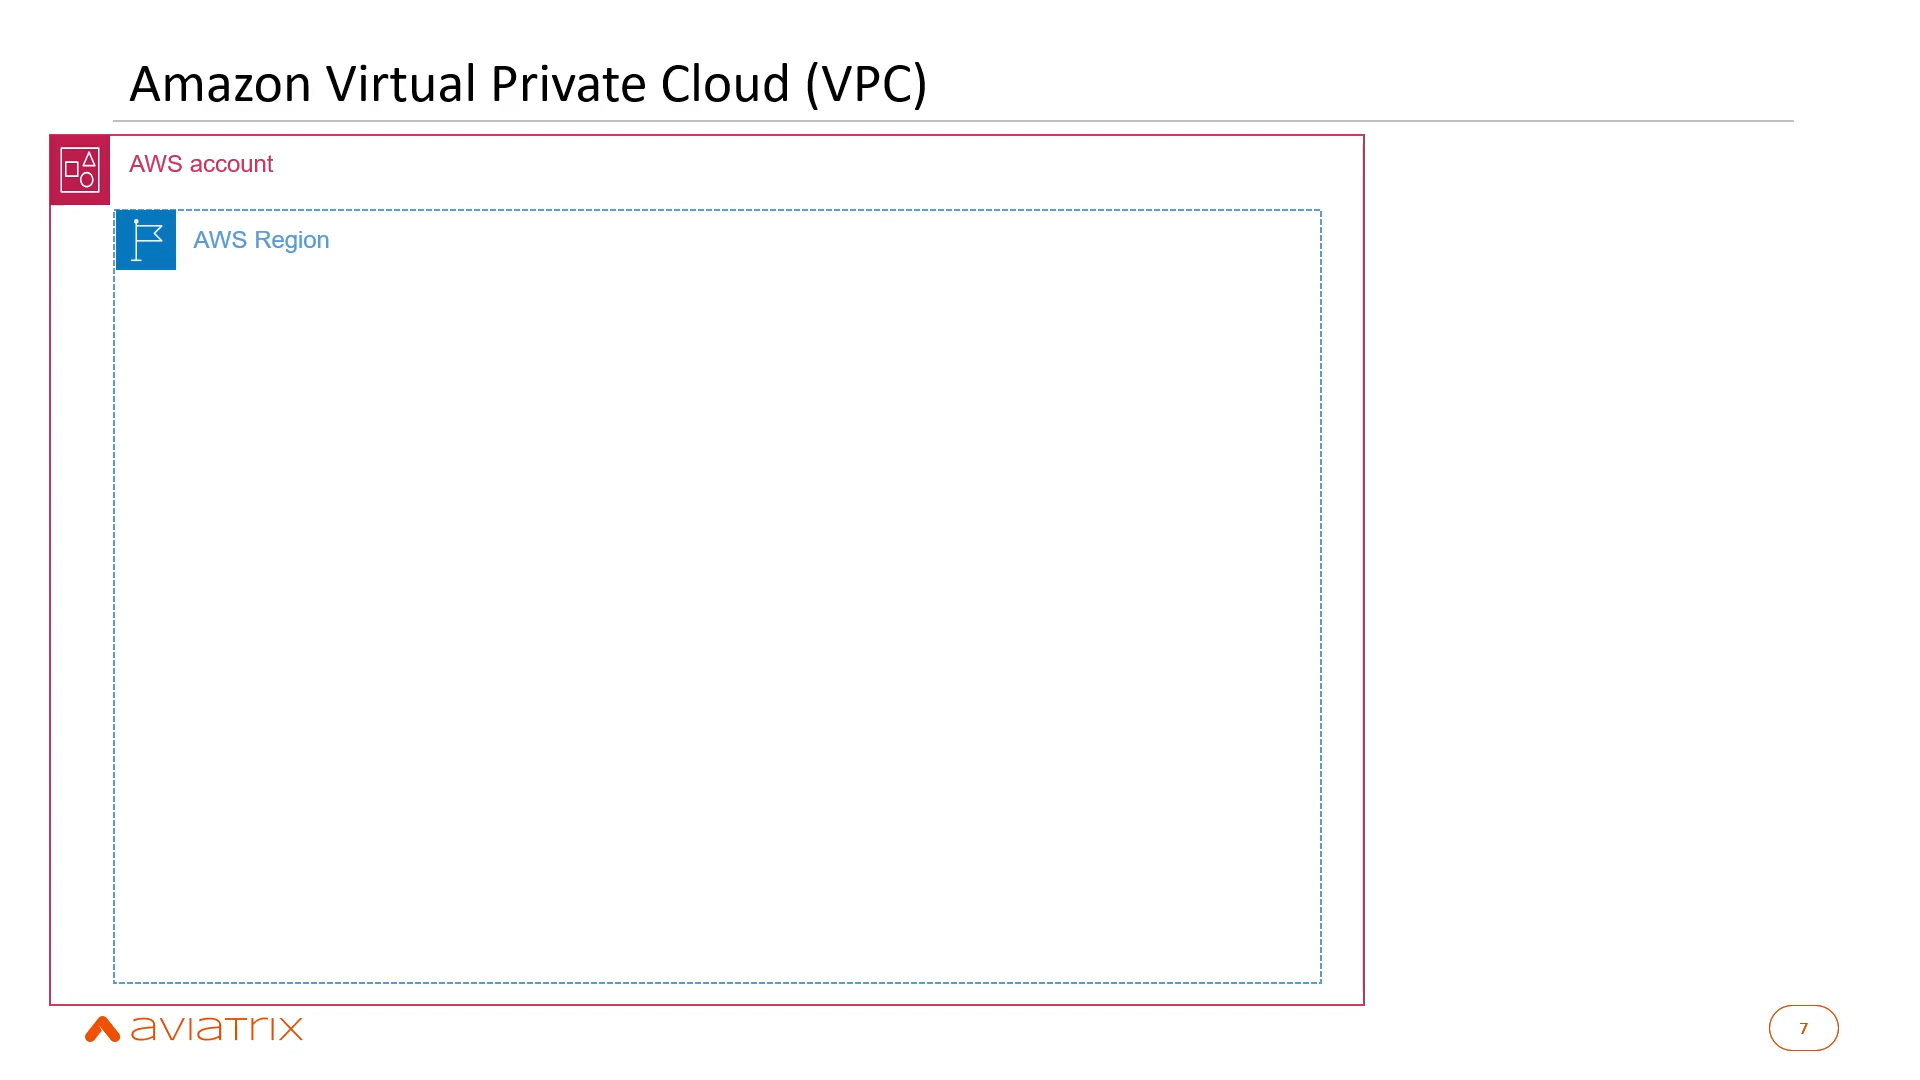 Amazon Virtual Private Cloud (VPC)
AWS account
AWS Region
aviatrix
7